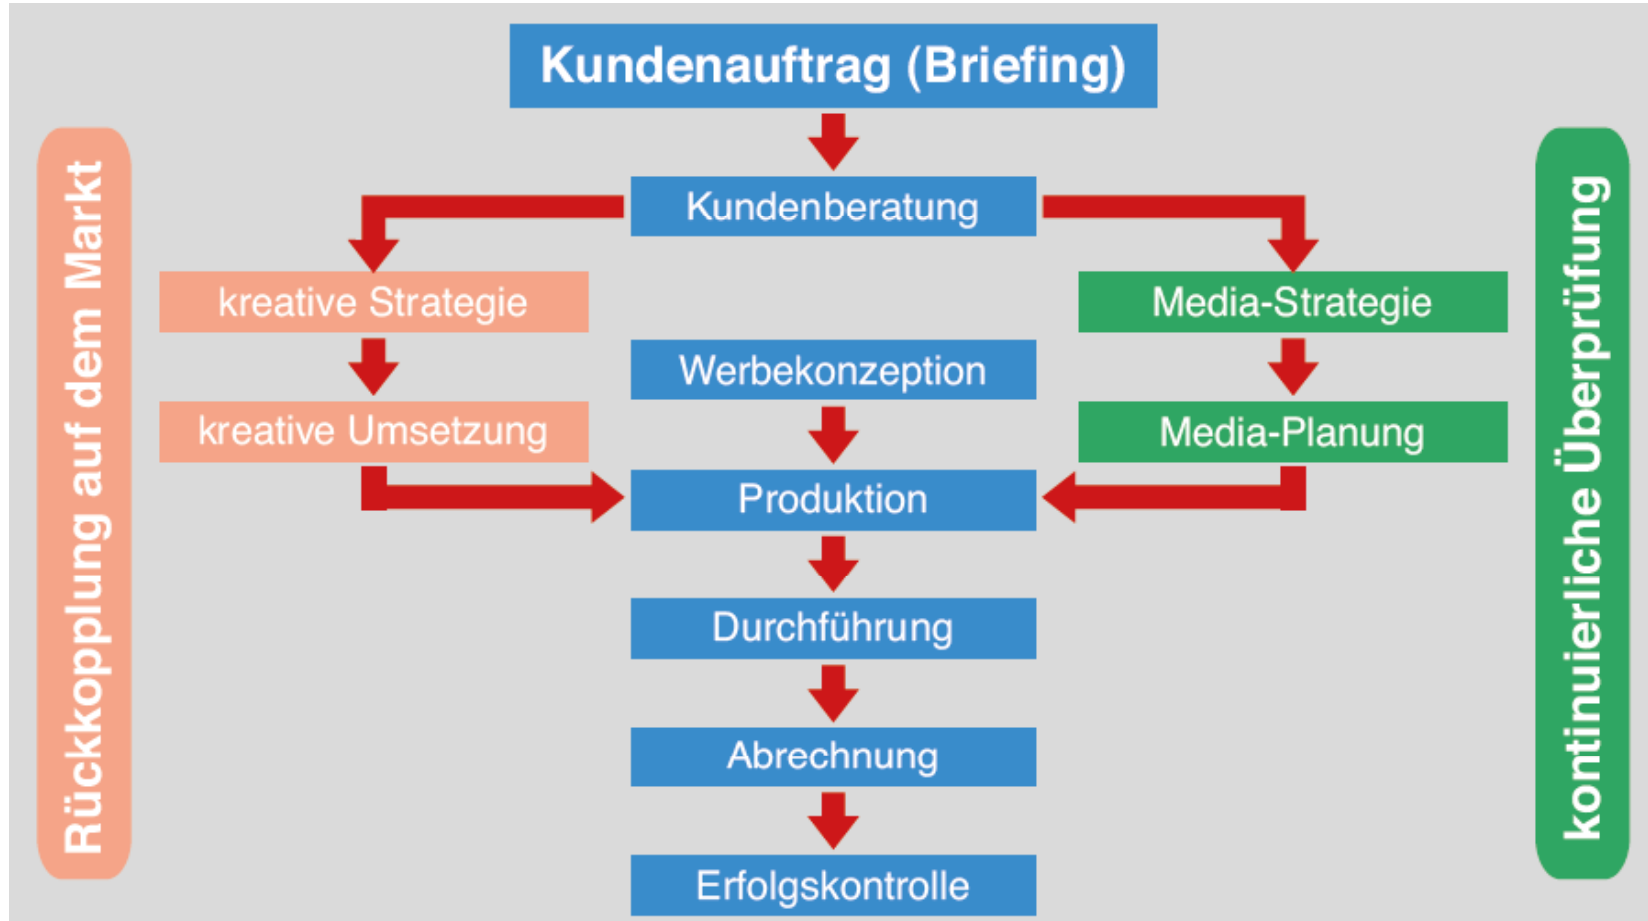 Kundenauftrag (Briefing)
Rückkopplung auf dem Markt
kontinuierliche Überprüfung
Kundenberatung
kreative Strategie
Media-Strategie
Werbekonzeption
kreative Umsetzung
Media-Planung
Produktion
Durchführung
Abrechnung
Erfolgskontrolle